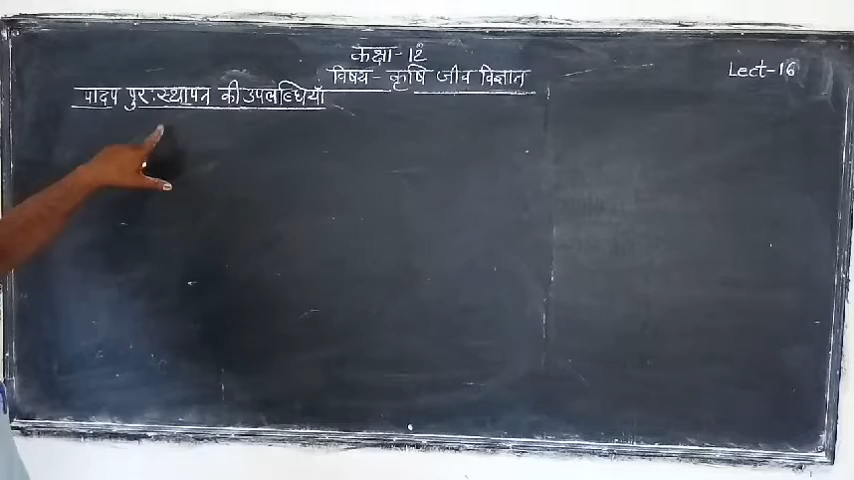 कक्षा-12
विषय- कृषि जीव विज्ञान
Lect-16
पादप पुर:स्थापन की उपलब्धियाँ